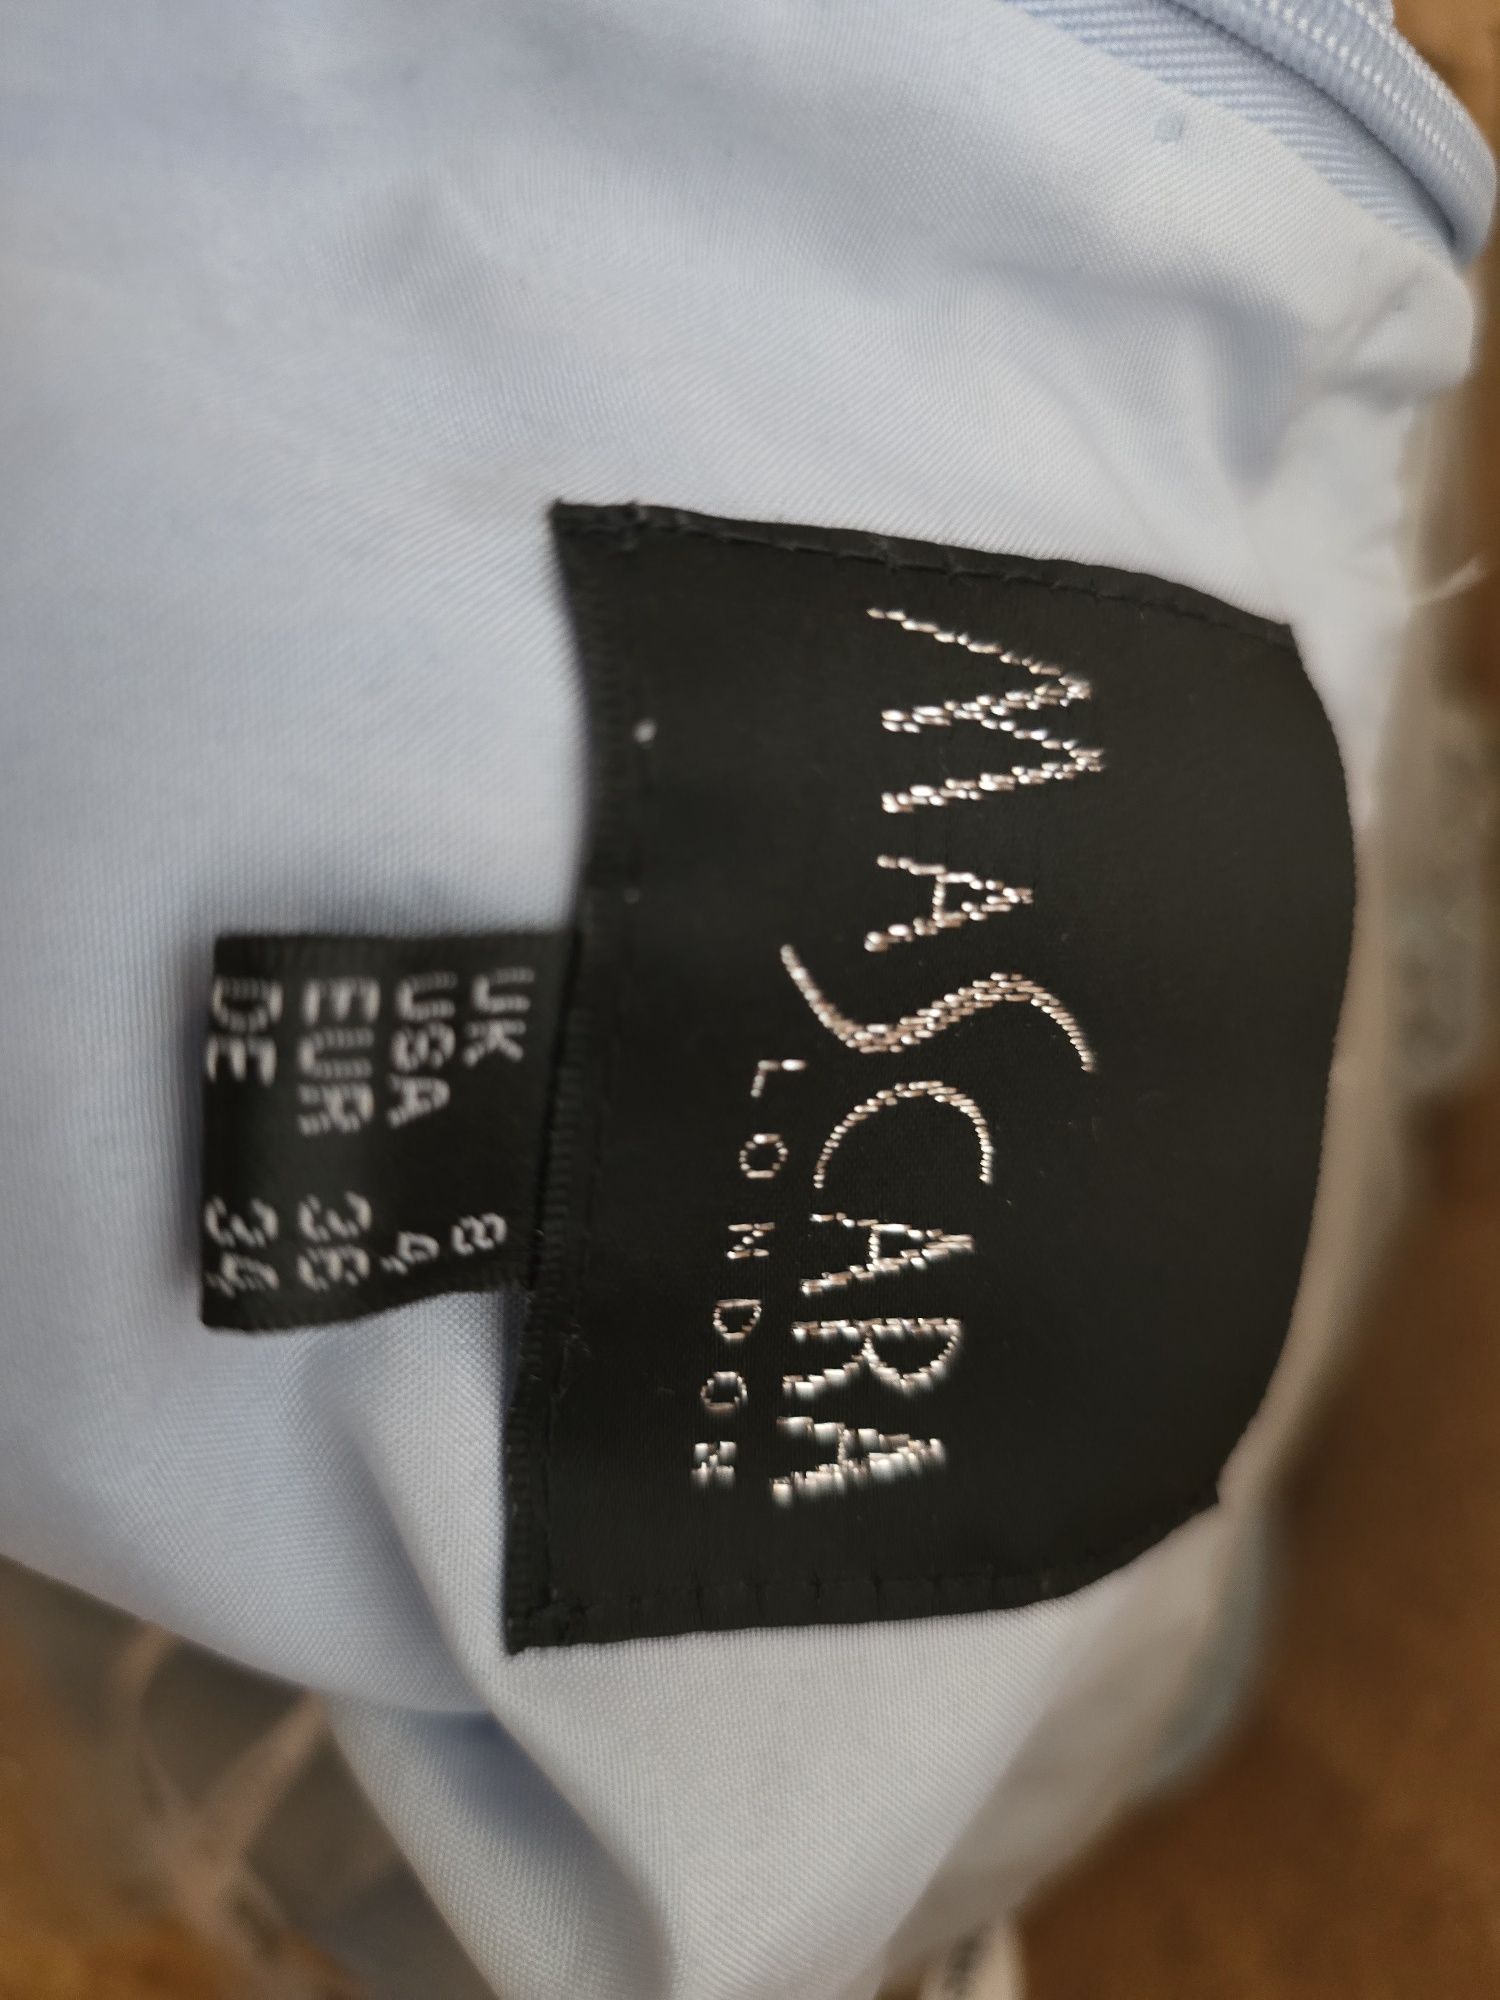 MASCARA
LONDON
UK 8
USA 4
EUR 36
DE 34